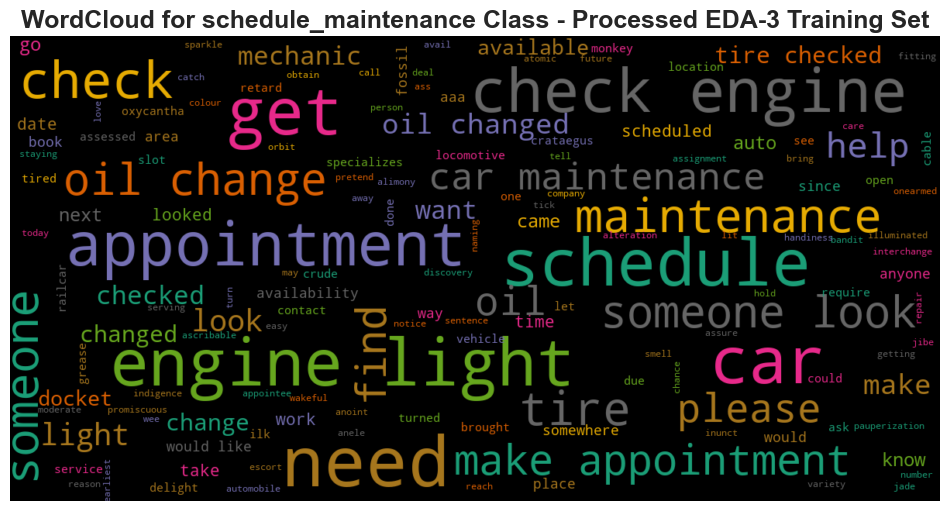 WordCloud for schedule_maintenance Class - Processed EDA-3 Training Set
go
sparkle
mechanic
avail
available
monkey
tire checked
fitting
check
catch
obtain
call
fossil
deal
atomic
future
location
check engine
love
colour
oxycantha
retard
get
person
ass
aaa
care
date
book
assessed
area
orbit
oil changed
crataegus
scheduled
auto
see
help
cable
staying
slot
specializes
locomotive
tell
assignment
bring
tired
oil change
pretend
alimony
car maintenance
since
open
onearmed
next
looked
away
done
want
one
company
tick
came
maintenance
today
appointment
naming
alteration
lit
handiness
bandit
illuminated
interchange
railcar
may
crude
discovery
schedule
anyone
checked
availability
turn
hold
require
someone
serving
contact
oil
let
someone look
repair
changed
look
easy
find
way
notice
sentence
time
assure
grease
ascribable
vehicle
smell
getting
jibe
engine light
car
could
docket
indigence
appointee
wakeful
due
chance
make
moderate
promiscuous
wee
change
work
anoint
turned
tire
please
light
ilk
anele
brought
somewhere
inunct
ask
pauperization
would like
would
service
reason
earliest
take
escort
need
make appointment
know
delight
automobile
reach
place
variety
number
jade